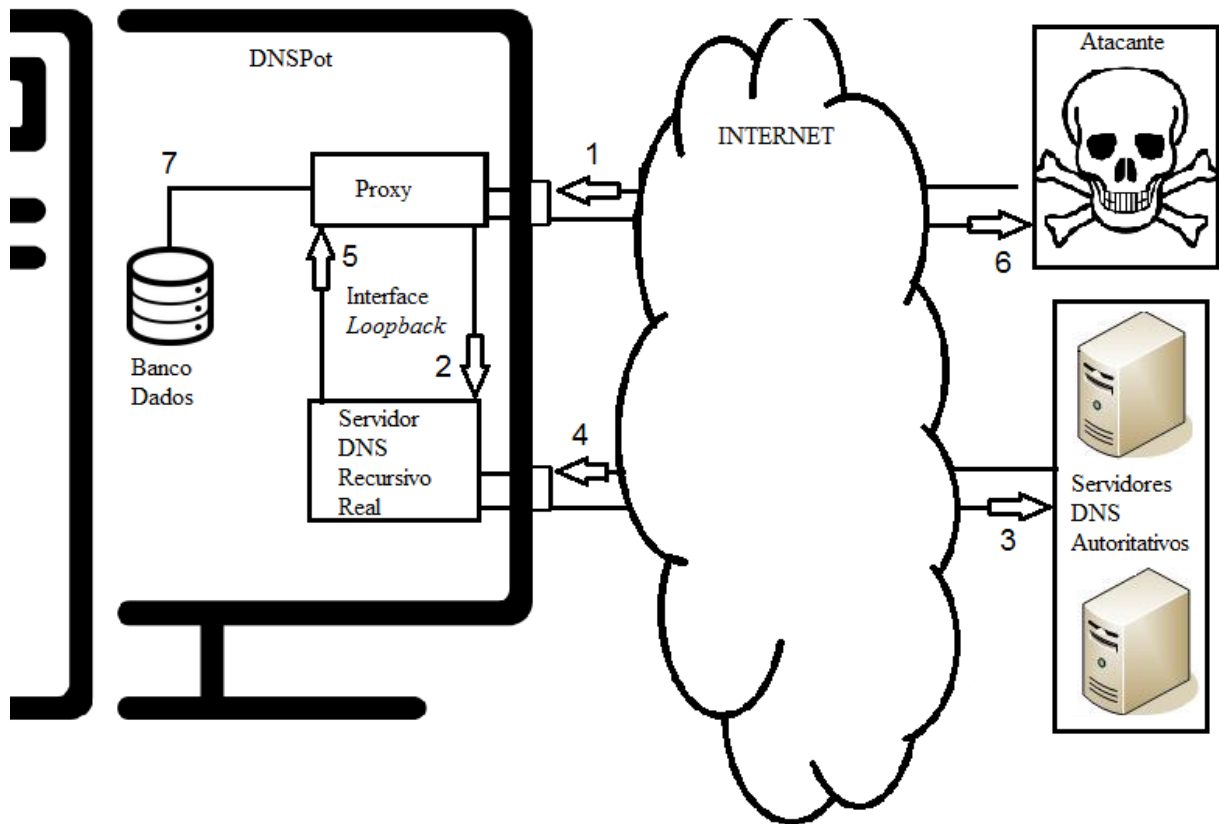 DNSPot
Atacante
INTERNET
1
7
Proxy
6
5
Interface
Loopback
2
Banco
Dados
Servidor
DNS
Recursivo
Real
4
Servidores
DNS
Autoritativos
3